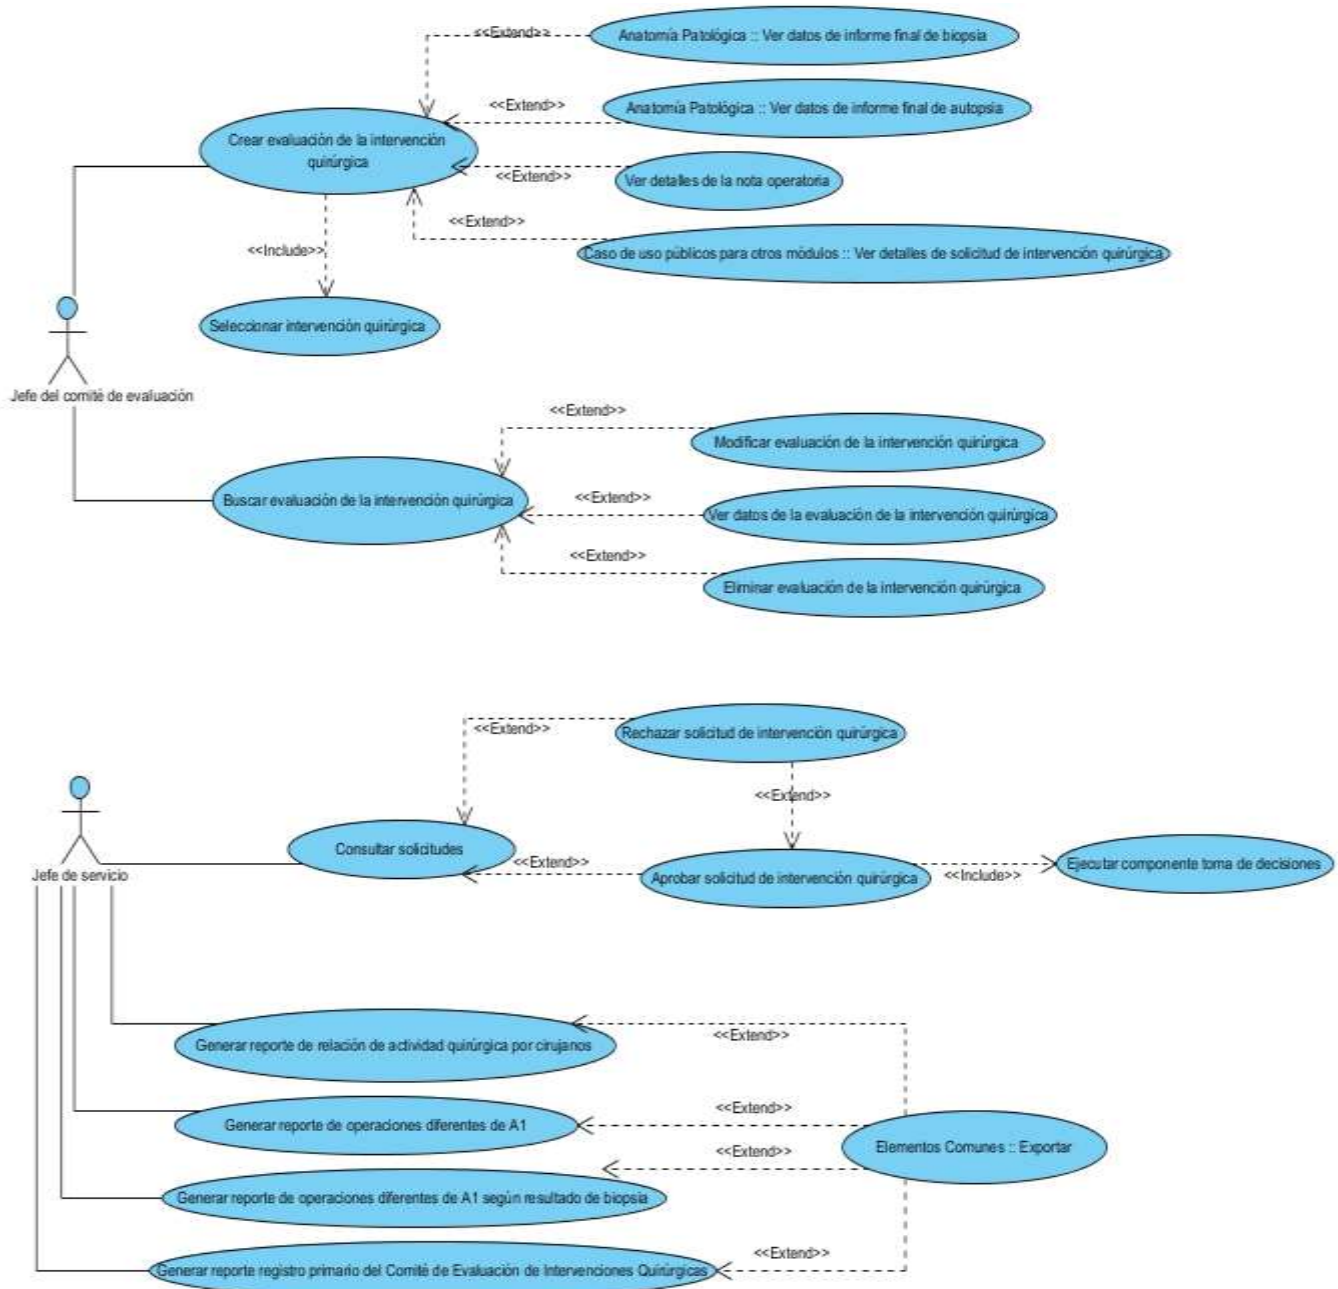 <<Extend>>
Anatomía Patológica :: Ver datos de informe final de biopsia
<<Extend>>
Anatomía Patológica :: Ver datos de informe final de autopsia
Crear evaluación de la intervención
quirúrgica
<<Extend>>
Ver detalles de la nota operatoria
<<Extend>>
<<Include>>
Caso de uso públicos para otros módulos :: Ver detalles de solicitud de intervención quirúrgica
Seleccionar intervención quirúrgica
Jefe del comité de evaluación
<<Extend>>
Modificar evaluación de la intervención quirúrgica
Buscar evaluación de la intervención quirúrgica
<<Extend>>
Ver datos de la evaluación de la intervención quirúrgica
<<Extend>>
Eliminar evaluación de la intervención quirúrgica
<<Extend>>
Rechazar solicitud de intervención quirúrgica
<<Extend>>
Consultar solicitudes
<<Extend>>
Aprobar solicitud de intervención quirúrgica
<<Include>>
Ejecutar componente toma de decisiones
Jefe de servicio
Generar reporte de relación de actividad quirúrgica por cirujanos
<<Extend>>
Generar reporte de operaciones diferentes de A1
<<Extend>>
<<Extend>>
Elementos Comunes :: Exportar
Generar reporte de operaciones diferentes de A1 según resultado de biopsia
<<Extend>>
Generar reporte registro primario del Comité de Evaluación de Intervenciones Quirúrgicas